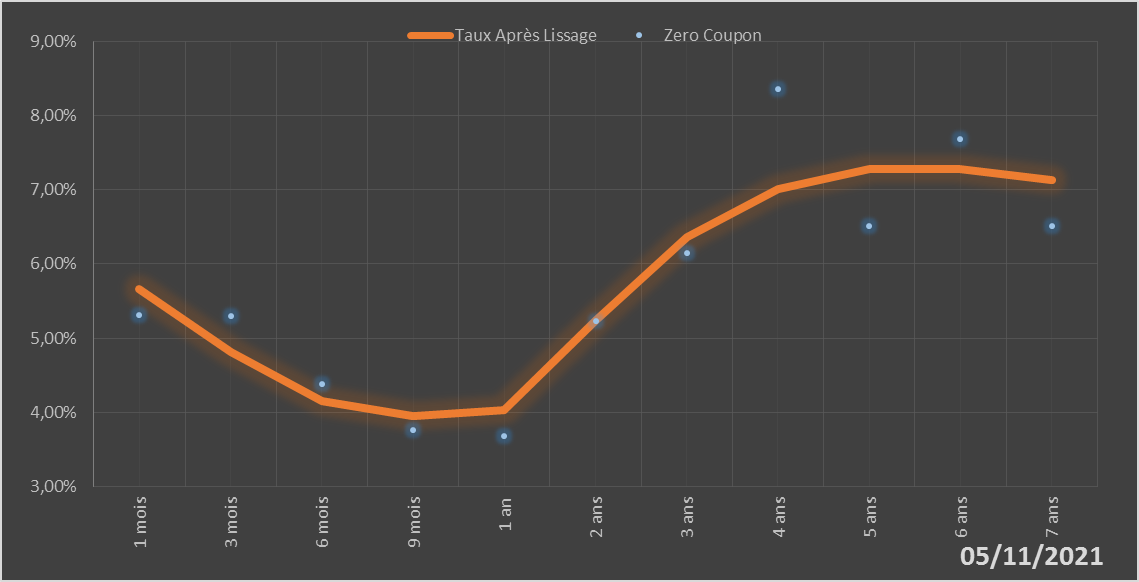 Taux Après Lissage
Zero Coupon
9,00%
8,00%
7,00%
6,00%
5,00%
4,00%
3,00%
1 mois
3 mois
6 mois
9 mois
1 an
2 ans
3 ans
4 ans
5 ans
6 ans
7 ans
05/11/2021